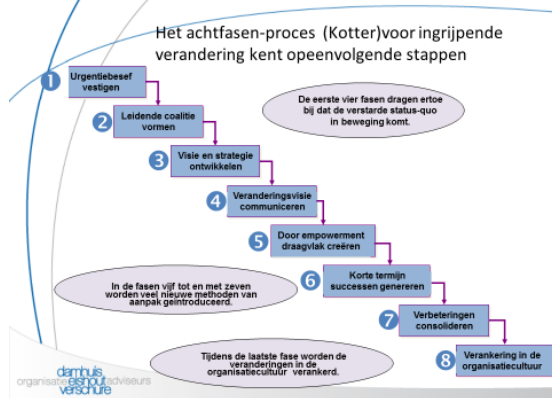 Het achtfasen-proces (Kotter)voor ingrijpende
verandering kent opeenvolgende stappen
1
Urgentiebesef
vestigen
De eerste vier fasen dragen ertoe
bij dat de verstarde status-quo
in beweging komt.
2
Leidende coalitie
vormen
3
Visie en strategie
ontwikkelen
4
Veranderingsvisie
communiceren
5
Door empowerment
draagvlak creëren
In de fasen vijf tot en met zeven
worden veel nieuwe methoden van
aanpak geïntroduceerd.
6
Korte termijn
successen genereren
7
Verbeteringen
consolideren
Tijdens de laatste fase worden de
veranderingen in de
organisatiecultuur verankerd.
8
Verankering in de
organisatiecultuur
damhuis
organisatie elshout adviseurs
verschure